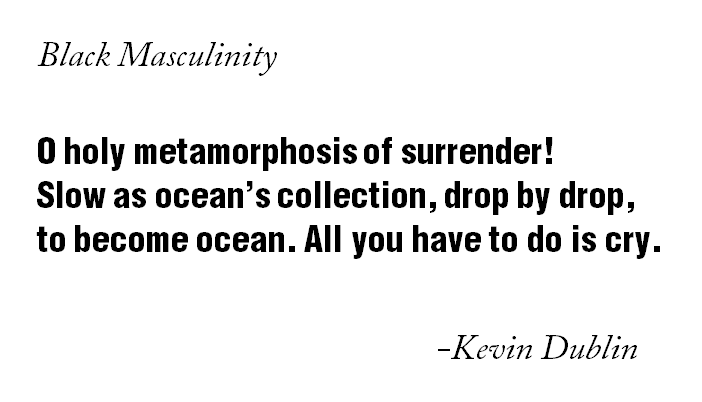 Black Masculinity
O holy metamorphosis of surrender!
Slow as ocean’s collection, drop by drop,
to become ocean. All you have to do is cry.
-Kevin Dublin